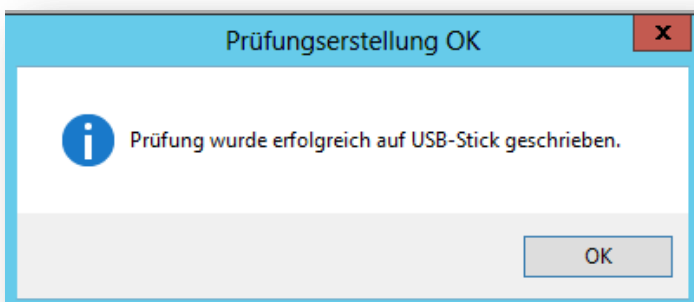 Prüfungserstellung OK
x
Prüfung wurde erfolgreich auf USB-Stick geschrieben.
OK